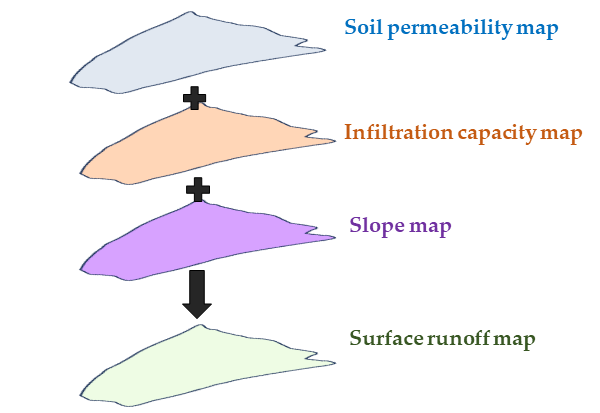 Soil permeability map
Infiltration capacity map
Slope map
Surface runoff map